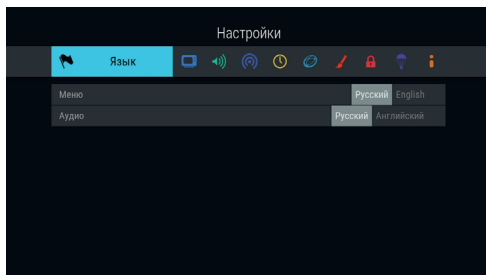 Настройки
Язык
Меню Русский English
Аудио Русский Английский